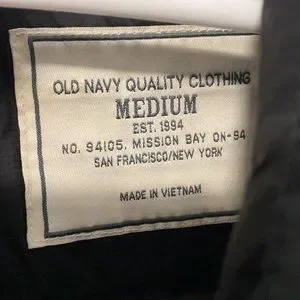 OLD NAVY QUALITY CLOTHING
MEDIUM
EST. 1994
NO. 94105, MISSION BAY ON-94
SAN FRANCISCO/NEW YORK
MADE IN VIETNAM